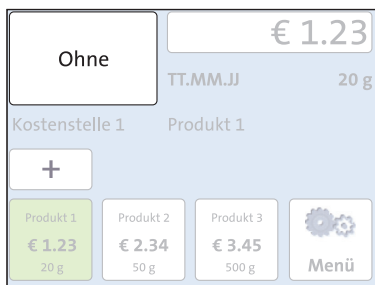 Ohne
€ 1.23
TT.MM.JJ 20 g
Kostenstelle 1 Produkt 1
+
Produkt 1 Produkt 2 Produkt 3
€ 1.23 € 2.34 € 3.45
20 g 50 g 500 g Menü